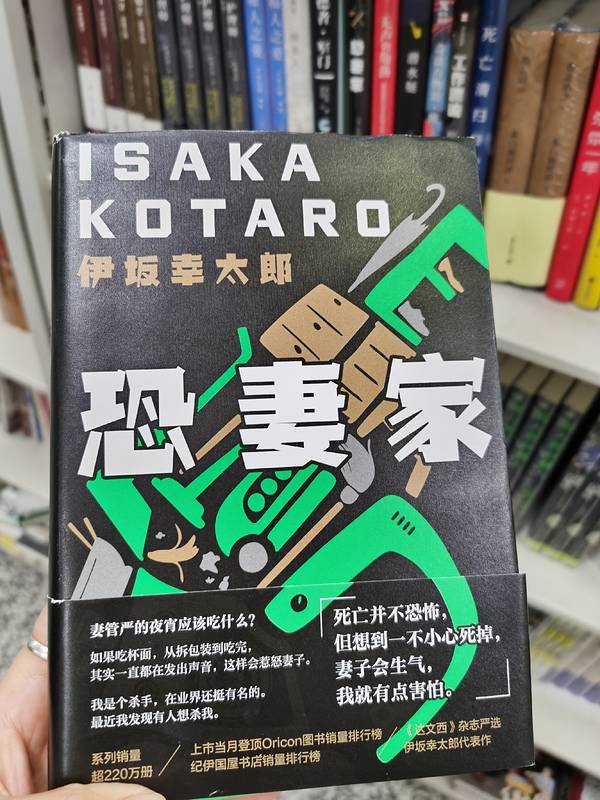 ISAKA
KOTARO
伊坂幸太郎
恐妻家
妻管严的夜宵应该吃什么？
如果吃杯面，从拆包装到吃完，
其实一直都在发出声音，这样会惹怒妻子。
我是个杀手，在业界还挺有名的。
最近我发现有人想杀我。
「死亡并不恐怖，
但想到一不小心死掉，
妻子会生气，
我就有点害怕。」
系列销量
超220万册
上市当月登顶Oricon图书销量排行榜
纪伊国屋书店销量排行榜
《达文西》杂志严选
伊坂幸太郎代表作